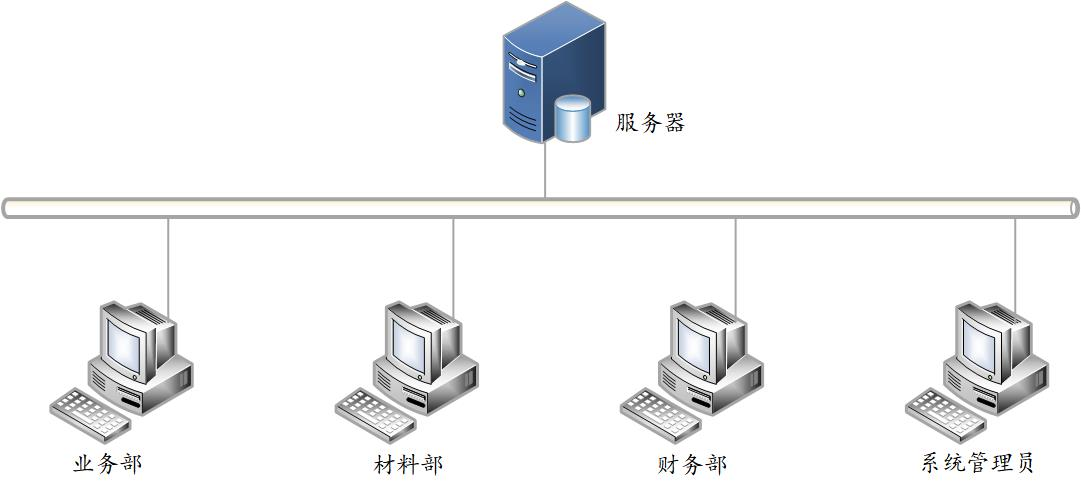 服务器
业务部
材料部
财务部
系统管理员